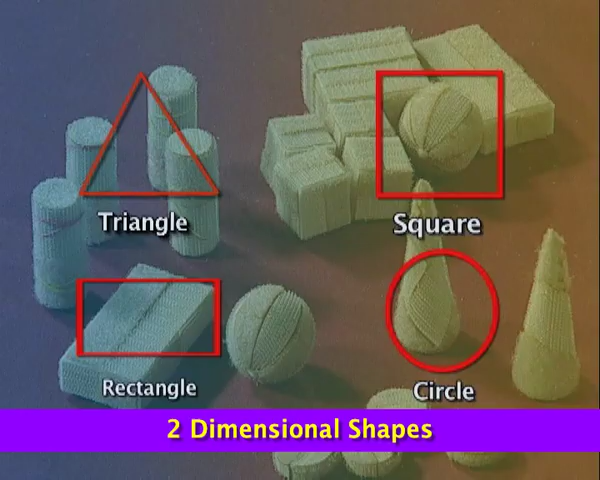 Triangle
Square
Rectangle
Circle
2 Dimensional Shapes